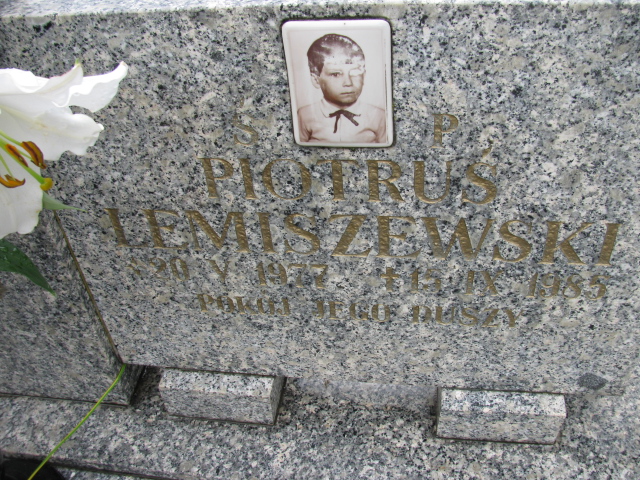 S P
PIOTRUŚ
LEMISZEWSKI
* 20 V 1977 + 15 IX 1985
POKÓJ JEGO DUSZY